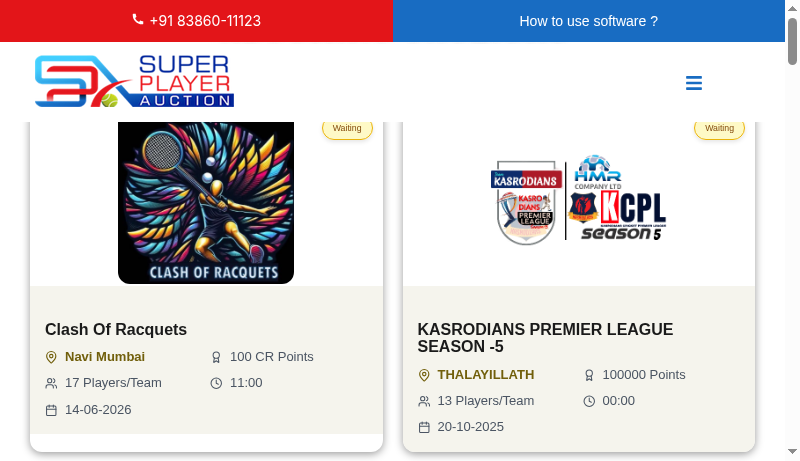 +91 83860-11123
How to use software ?
SUPER
PLAYER
AUCTION
Waiting
CLASH OF RACQUETS
Clash Of Racquets
Navi Mumbai
100 CR Points
17 Players/Team
11:00
14-06-2026
Waiting
KASRODIANS
KASRO
DIANS
PREMIER
LEAGUE
HMR
COMPANY LTD
KCPL
season 5
KASRODIANS PREMIER LEAGUE
SEASON -5
THALAYILLATH
100000 Points
13 Players/Team
00:00
20-10-2025